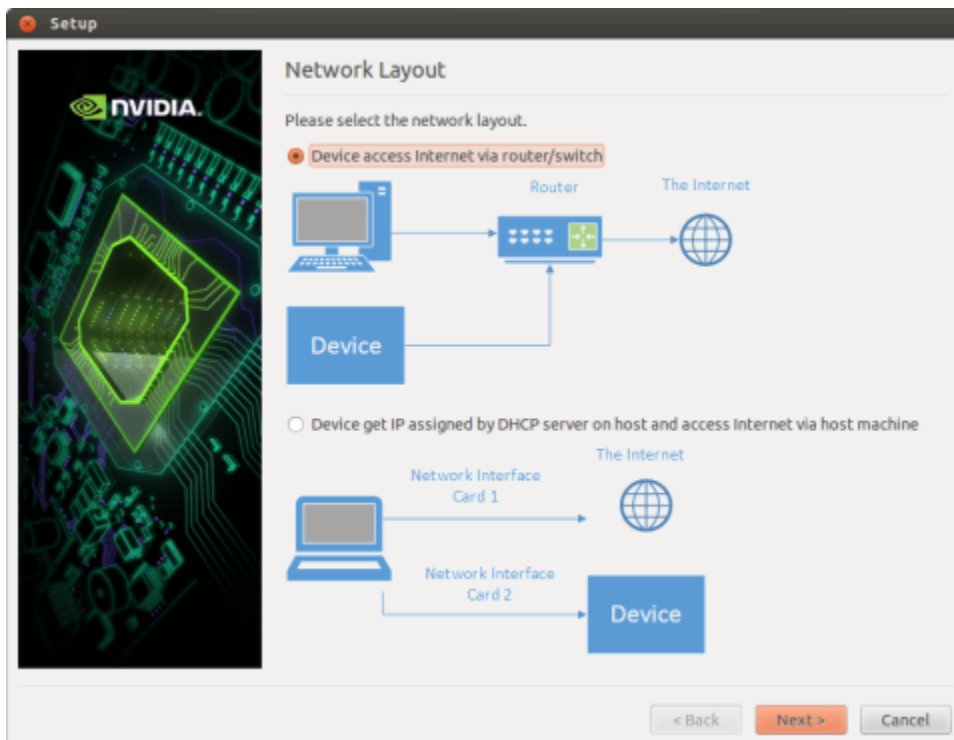 Setup
NVIDIA.
Network Layout
Please select the network layout.
Device access Internet via router/switch
Router
The Internet
Device
Device get IP assigned by DHCP server on host and access Internet via host machine
The Internet
Network Interface
Card 1
Network Interface
Card 2
Device
< Back
Next >
Cancel